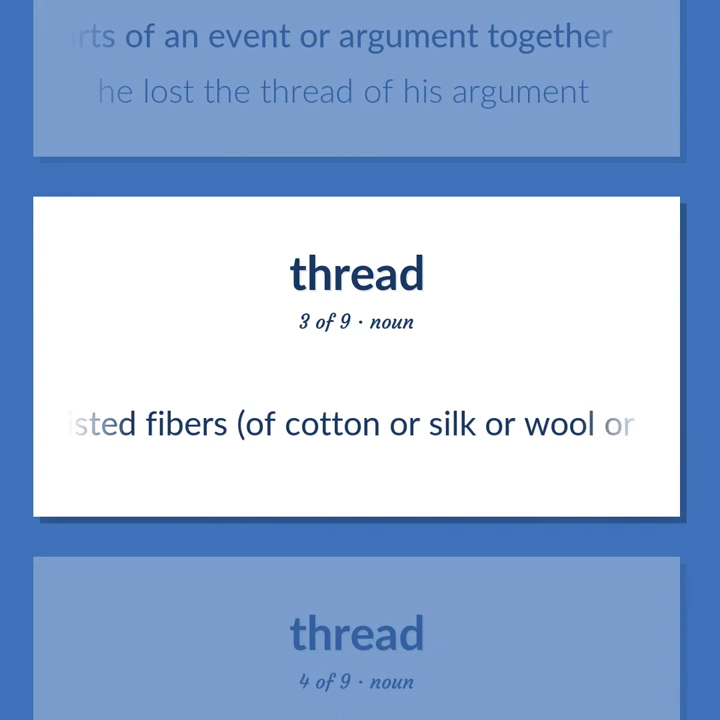 of an event or argument together
he lost the thread of his argument
thread
3 of 9 · noun
fibers (of cotton or silk or wool or
thread
4 of 9 · noun